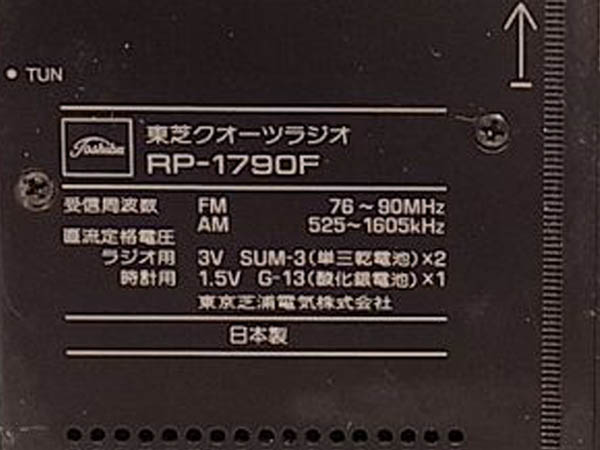 TUN
Toshiba
東芝クオーツラジオ
RP-1790F
受信周波数 FM 76~90MHz
AM 525~1605kHz
直流定格電圧
ラジオ用 3V SUM-3(単三乾電池)×2
時計用 1.5V G-13(酸化銀電池)×1
東京芝浦電気株式会社
日本製